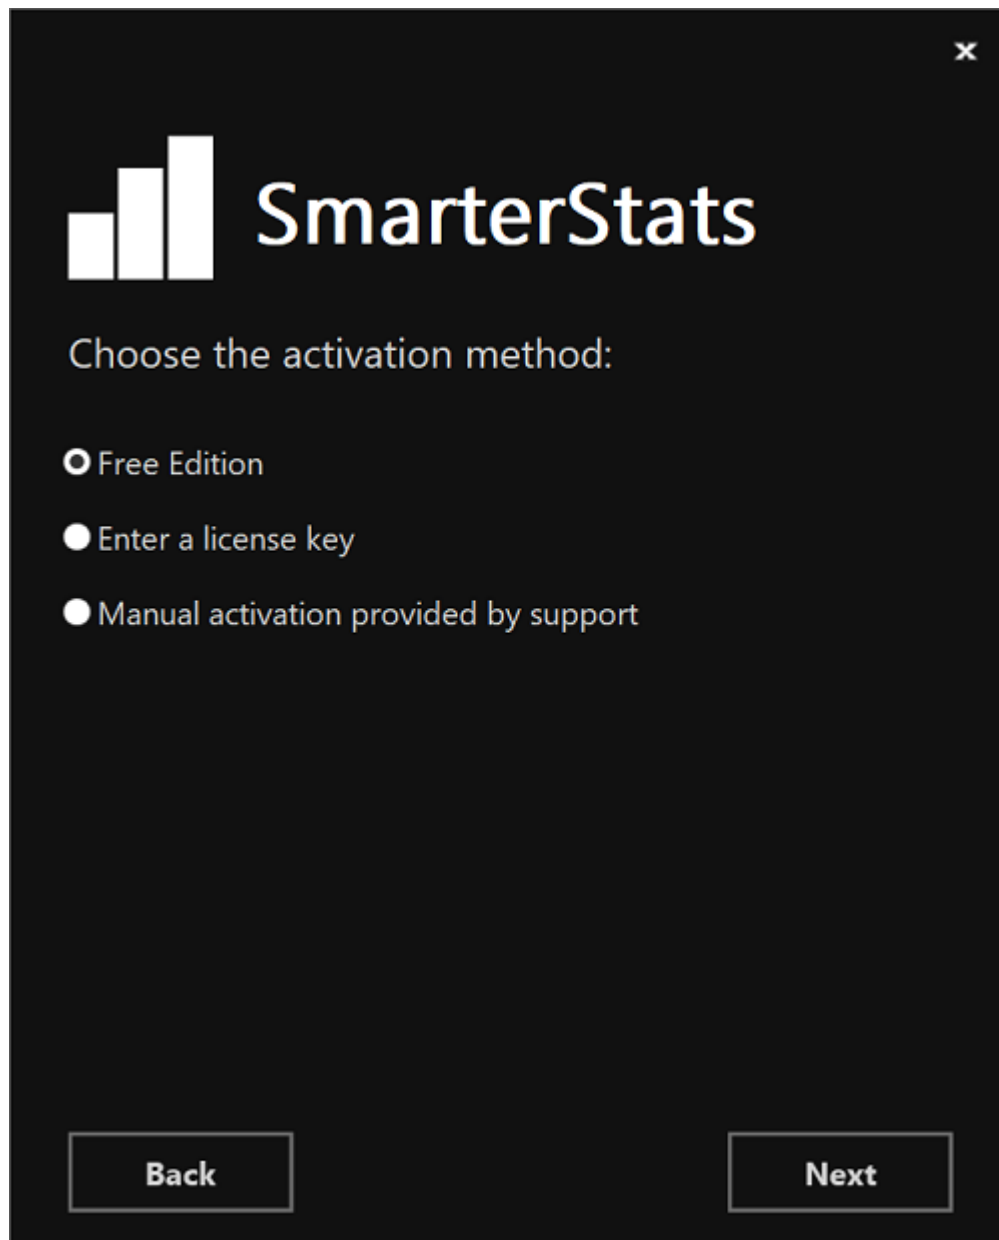 SmarterStats
Choose the activation method:
Free Edition
Enter a license key
Manual activation provided by support
Back
Next